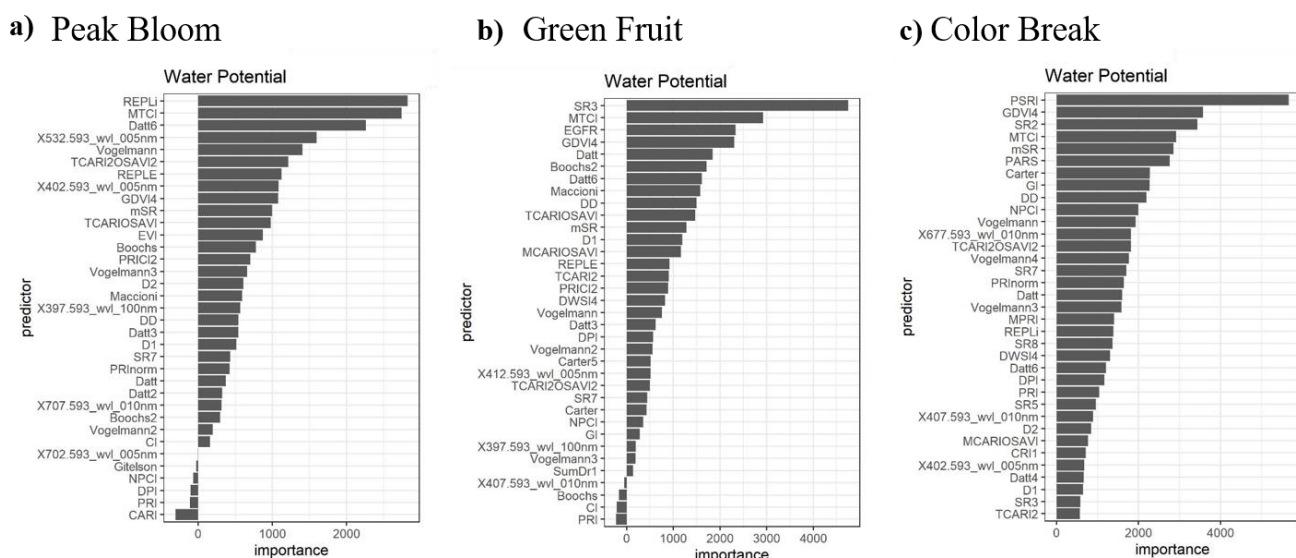 a) Peak Bloom
Water Potential
predictor
REPLi
MTCI
Datt6
X532.593_wvl_005nm
Vogelmann
TCARI2OSAVI2
REPLE
X402.593_wvl_005nm
GDVI4
mSR
TCARIOSAVI
EVI
Boochs
PRICI2
Vogelmann3
D2
Maccioni
X397.593_wvl_100nm
DD
Datt3
D1
SR7
PRInorm
Datt
Datt2
X707.593_wvl_010nm
Boochs2
Vogelmann2
CI
X702.593_wvl_005nm
Gitelson
NPCI
DPI
PRI
CARI
0 1000 2000
importance
b) Green Fruit
Water Potential
predictor
SR3
MTCI
EGFR
GDVI4
Datt
Boochs2
Datt6
Maccioni
DD
TCARIOSAVI
mSR
D1
MCARIOSAVI
REPLE
TCARI2
PRICI2
DWSI4
Vogelmann
Datt3
DPI
Vogelmann2
Carter5
X412.593_wvl_005nm
TCARI2OSAVI2
SR7
Carter
NPCI
GI
X397.593_wvl_100nm
Vogelmann3
SumDr1
X407.593_wvl_010nm
Boochs
CI
PRI
0 1000 2000 3000 4000
importance
c) Color Break
Water Potential
predictor
PSRI
GDVI4
SR2
MTCI
mSR
PARS
Carter
GI
DD
NPCI
Vogelmann
X677.593_wvl_010nm
TCARI2OSAVI2
Vogelmann4
SR7
PRInorm
Datt
Vogelmann3
MPRI
REPLi
SR8
DWSI4
Datt6
DPI
PRI
SR5
X407.593_wvl_010nm
D2
MCARIOSAVI
CRI1
X402.593_wvl_005nm
Datt4
D1
SR3
TCARI2
0 2000 4000
importance